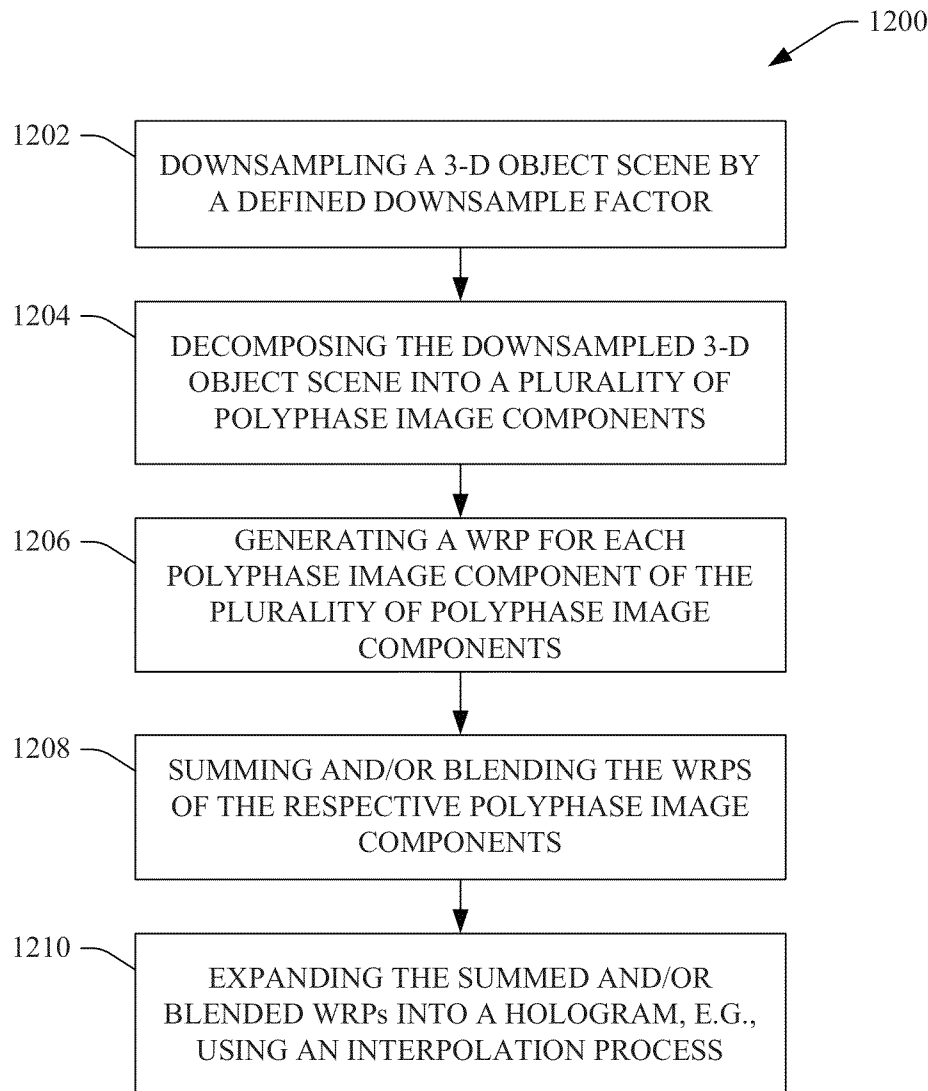 1200
1202
DOWNSAMPLING A 3-D OBJECT SCENE BY
A DEFINED DOWNSAMPLE FACTOR
1204
DECOMPOSING THE DOWNSAMPLED 3-D
OBJECT SCENE INTO A PLURALITY OF
POLYPHASE IMAGE COMPONENTS
1206
GENERATING A WRP FOR EACH
POLYPHASE IMAGE COMPONENT OF THE
PLURALITY OF POLYPHASE IMAGE
COMPONENTS
1208
SUMMING AND/OR BLENDING THE WRPS
OF THE RESPECTIVE POLYPHASE IMAGE
COMPONENTS
1210
EXPANDING THE SUMMED AND/OR
BLENDED WRPs INTO A HOLOGRAM, E.G.,
USING AN INTERPOLATION PROCESS